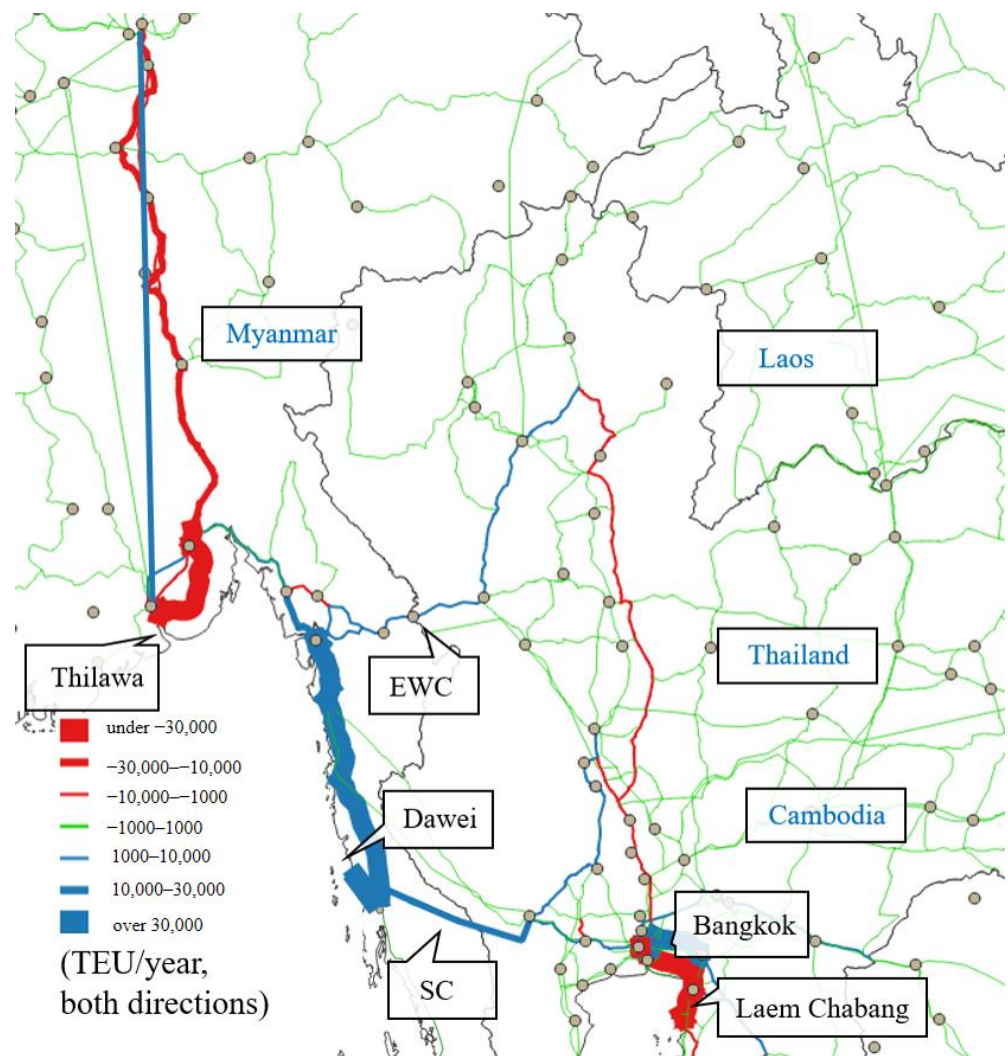 Myanmar
Laos
Thilawa
EWC
Thailand
under −30,000
−30,000–−10,000
−10,000–−1000
−1000–1000
1000–10,000
10,000–30,000
over 30,000
(TEU/year,
both directions)
Dawei
Cambodia
SC
Bangkok
Laem Chabang